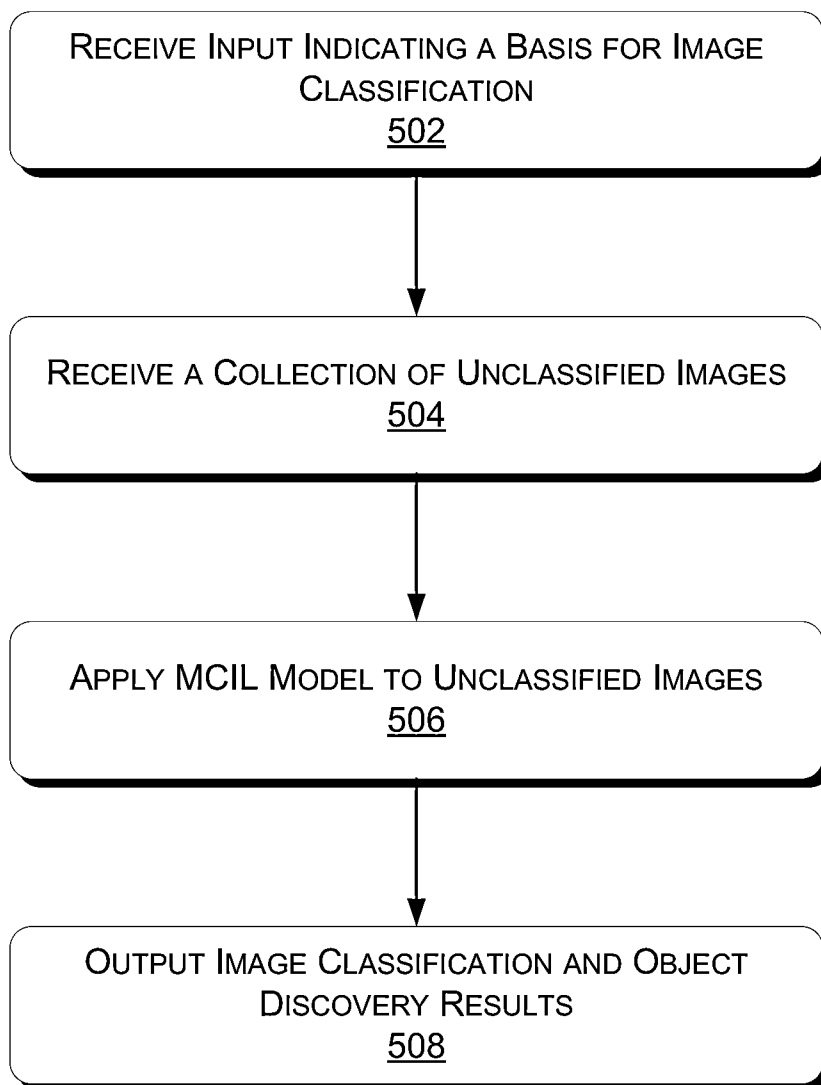 RECEIVE INPUT INDICATING A BASIS FOR IMAGE
CLASSIFICATION
502
RECEIVE A COLLECTION OF UNCLASSIFIED IMAGES
504
APPLY MCIL MODEL TO UNCLASSIFIED IMAGES
506
OUTPUT IMAGE CLASSIFICATION AND OBJECT
DISCOVERY RESULTS
508